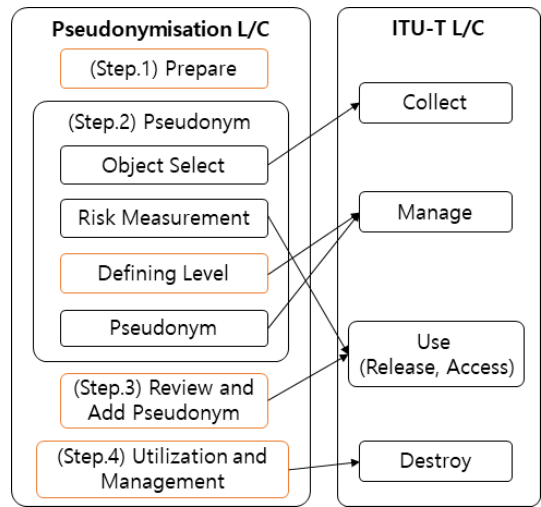 Pseudonymisation L/C
(Step.1) Prepare
(Step.2) Pseudonym
Object Select
Risk Measurement
Defining Level
Pseudonym
(Step.3) Review and
Add Pseudonym
(Step.4) Utilization and
Management
ITU-T L/C
Collect
Manage
Use
(Release, Access)
Destroy